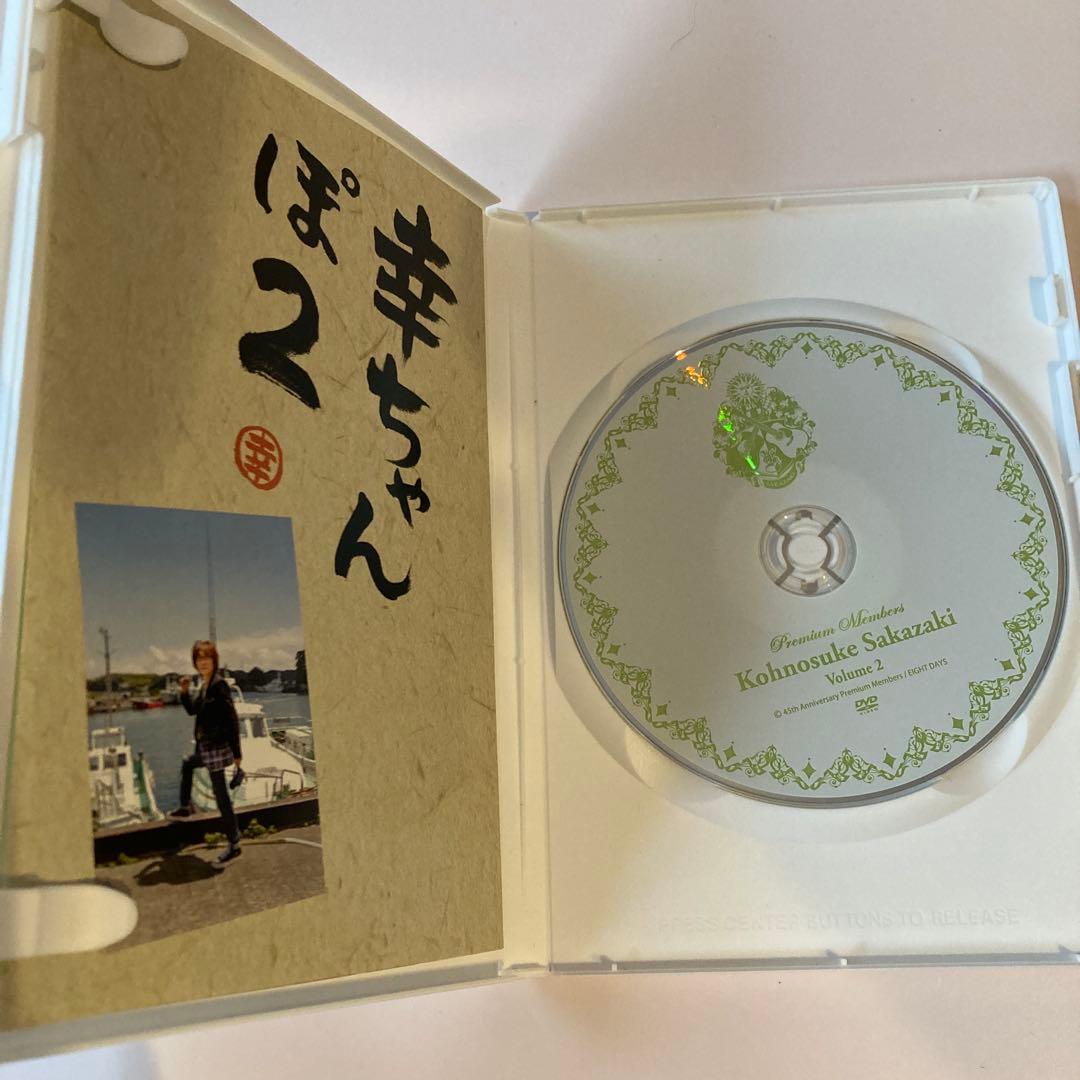 幸ちゃん
ぽ2
幸
Premium Members
Kohnosuke Sakazaki
Volume 2
© 45th Anniversary Premium Members / EIGHT DAYS
DVD
VIDEO
PRESS CENTER BUTTONS TO RELEASE